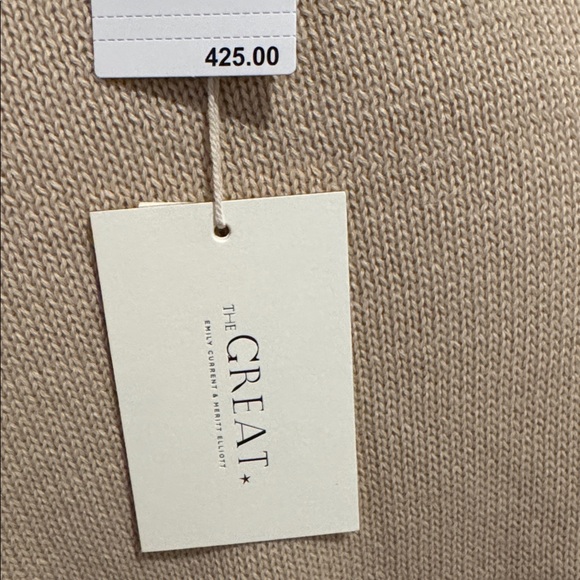 425.00
THE
GREAT.
EMILY CURRENT & MERITT ELLIOTT